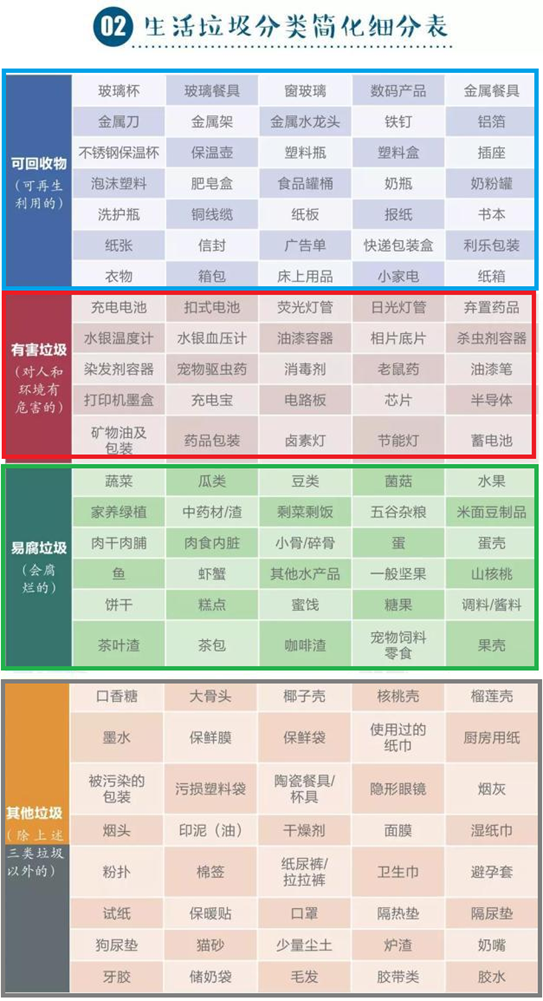 02 生活垃圾分类简化细分表
可回收物
(可再生
利用的)
玻璃杯 玻璃餐具 窗玻璃 数码产品 金属餐具
金属刀 金属架 金属水龙头 铁钉 铝箔
不锈钢保温杯 保温壶 塑料瓶 塑料盒 插座
泡沫塑料 肥皂盒 食品罐桶 奶瓶 奶粉罐
洗护瓶 铜线缆 纸板 报纸 书本
纸张 信封 广告单 快递包装盒 利乐包装
衣物 箱包 床上用品 小家电 纸箱
有害垃圾
(对人和
环境有
危害的)
充电电池 扣式电池 荧光灯管 日光灯管 弃置药品
水银温度计 水银血压计 油漆容器 相片底片 杀虫剂容器
染发剂容器 宠物驱虫药 消毒剂 老鼠药 油漆笔
打印机墨盒 充电宝 电路板 芯片 半导体
矿物油及
包装 药品包装 卤素灯 节能灯 蓄电池
易腐垃圾
(会腐
烂的)
蔬菜 瓜类 豆类 菌菇 水果
家养绿植 中药材/渣 剩菜剩饭 五谷杂粮 米面豆制品
肉干肉脯 肉食内脏 小骨/碎骨 蛋 蛋壳
鱼 虾蟹 其他水产品 一般坚果 山核桃
饼干 糕点 蜜饯 糖果 调料/酱料
茶叶渣 茶包 咖啡渣 宠物饲料
零食 果壳
其他垃圾
(除上述
三类垃圾
以外的)
口香糖 大骨头 椰子壳 核桃壳 榴莲壳
墨水 保鲜膜 保鲜袋 使用过的
纸巾 厨房用纸
被污染的
包装 污损塑料袋 陶瓷餐具/
杯具 隐形眼镜 烟灰
烟头 印泥（油） 干燥剂 面膜 湿纸巾
粉扑 棉签 纸尿裤/
拉拉裤 卫生巾 避孕套
试纸 保暖贴 口罩 隔热垫 隔尿垫
狗尿垫 猫砂 少量尘土 炉渣 奶嘴
牙胶 储奶袋 毛发 胶带类 胶水